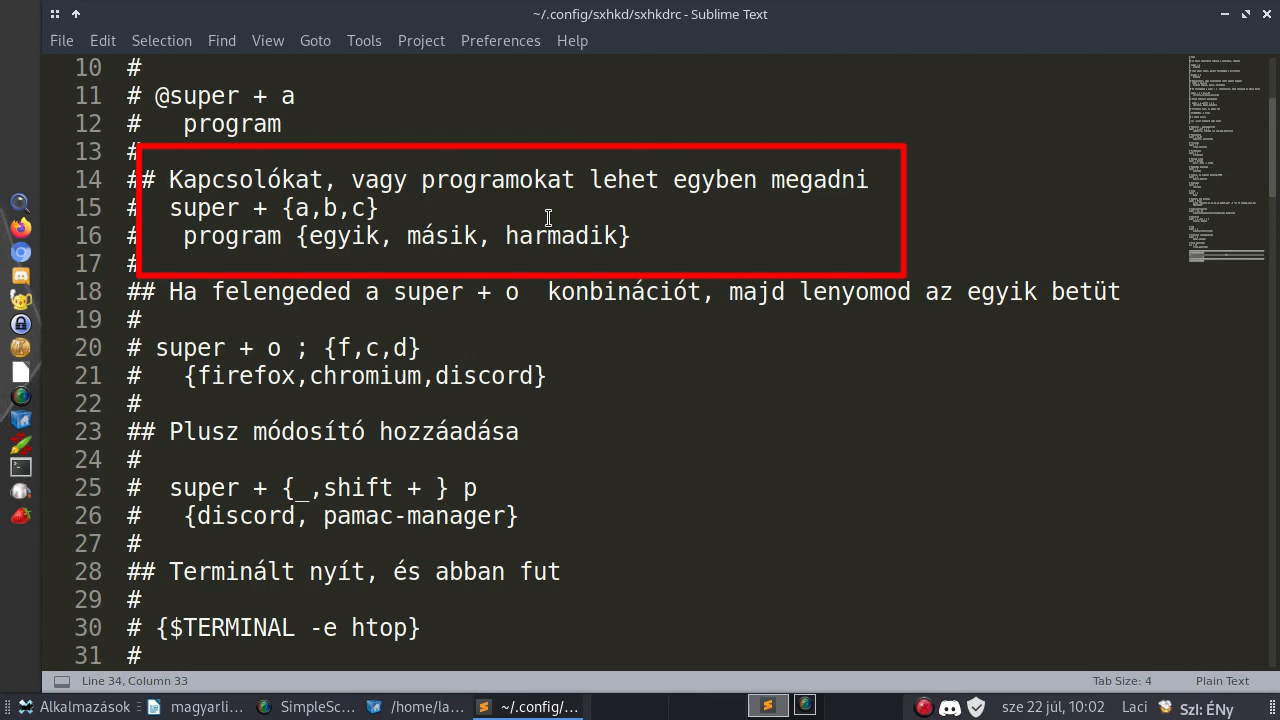 ~/.config/sxhkd/sxhkdrc - Sublime Text
File Edit Selection Find View Goto Tools Project Preferences Help
10 #
11 # @super + a
12 #   program
13 #
14 ## Kapcsolókat, vagy programokat lehet egyben megadni
15 #  super + {a,b,c}
16 #   program {egyik, másik, harmadik}
17 #
18 ## Ha felengeded a super + o  konbinációt, majd lenyomod az egyik betüt
19 #
20 # super + o ; {f,c,d}
21 #   {firefox,chromium,discord}
22 #
23 ## Plusz módosító hozzáadása
24 #
25 #  super + {_,shift + } p
26 #   {discord, pamac-manager}
27 #
28 ## Terminált nyít, és abban fut
29 #
30 # {$TERMINAL -e htop}
31 #
Line 34, Column 33 Tab Size: 4 Plain Text
Alkalmazások magyarli... SimpleSc... /home/la... ~/.config/... sze 22 júl, 10:02 Laci Szl: ÉNy